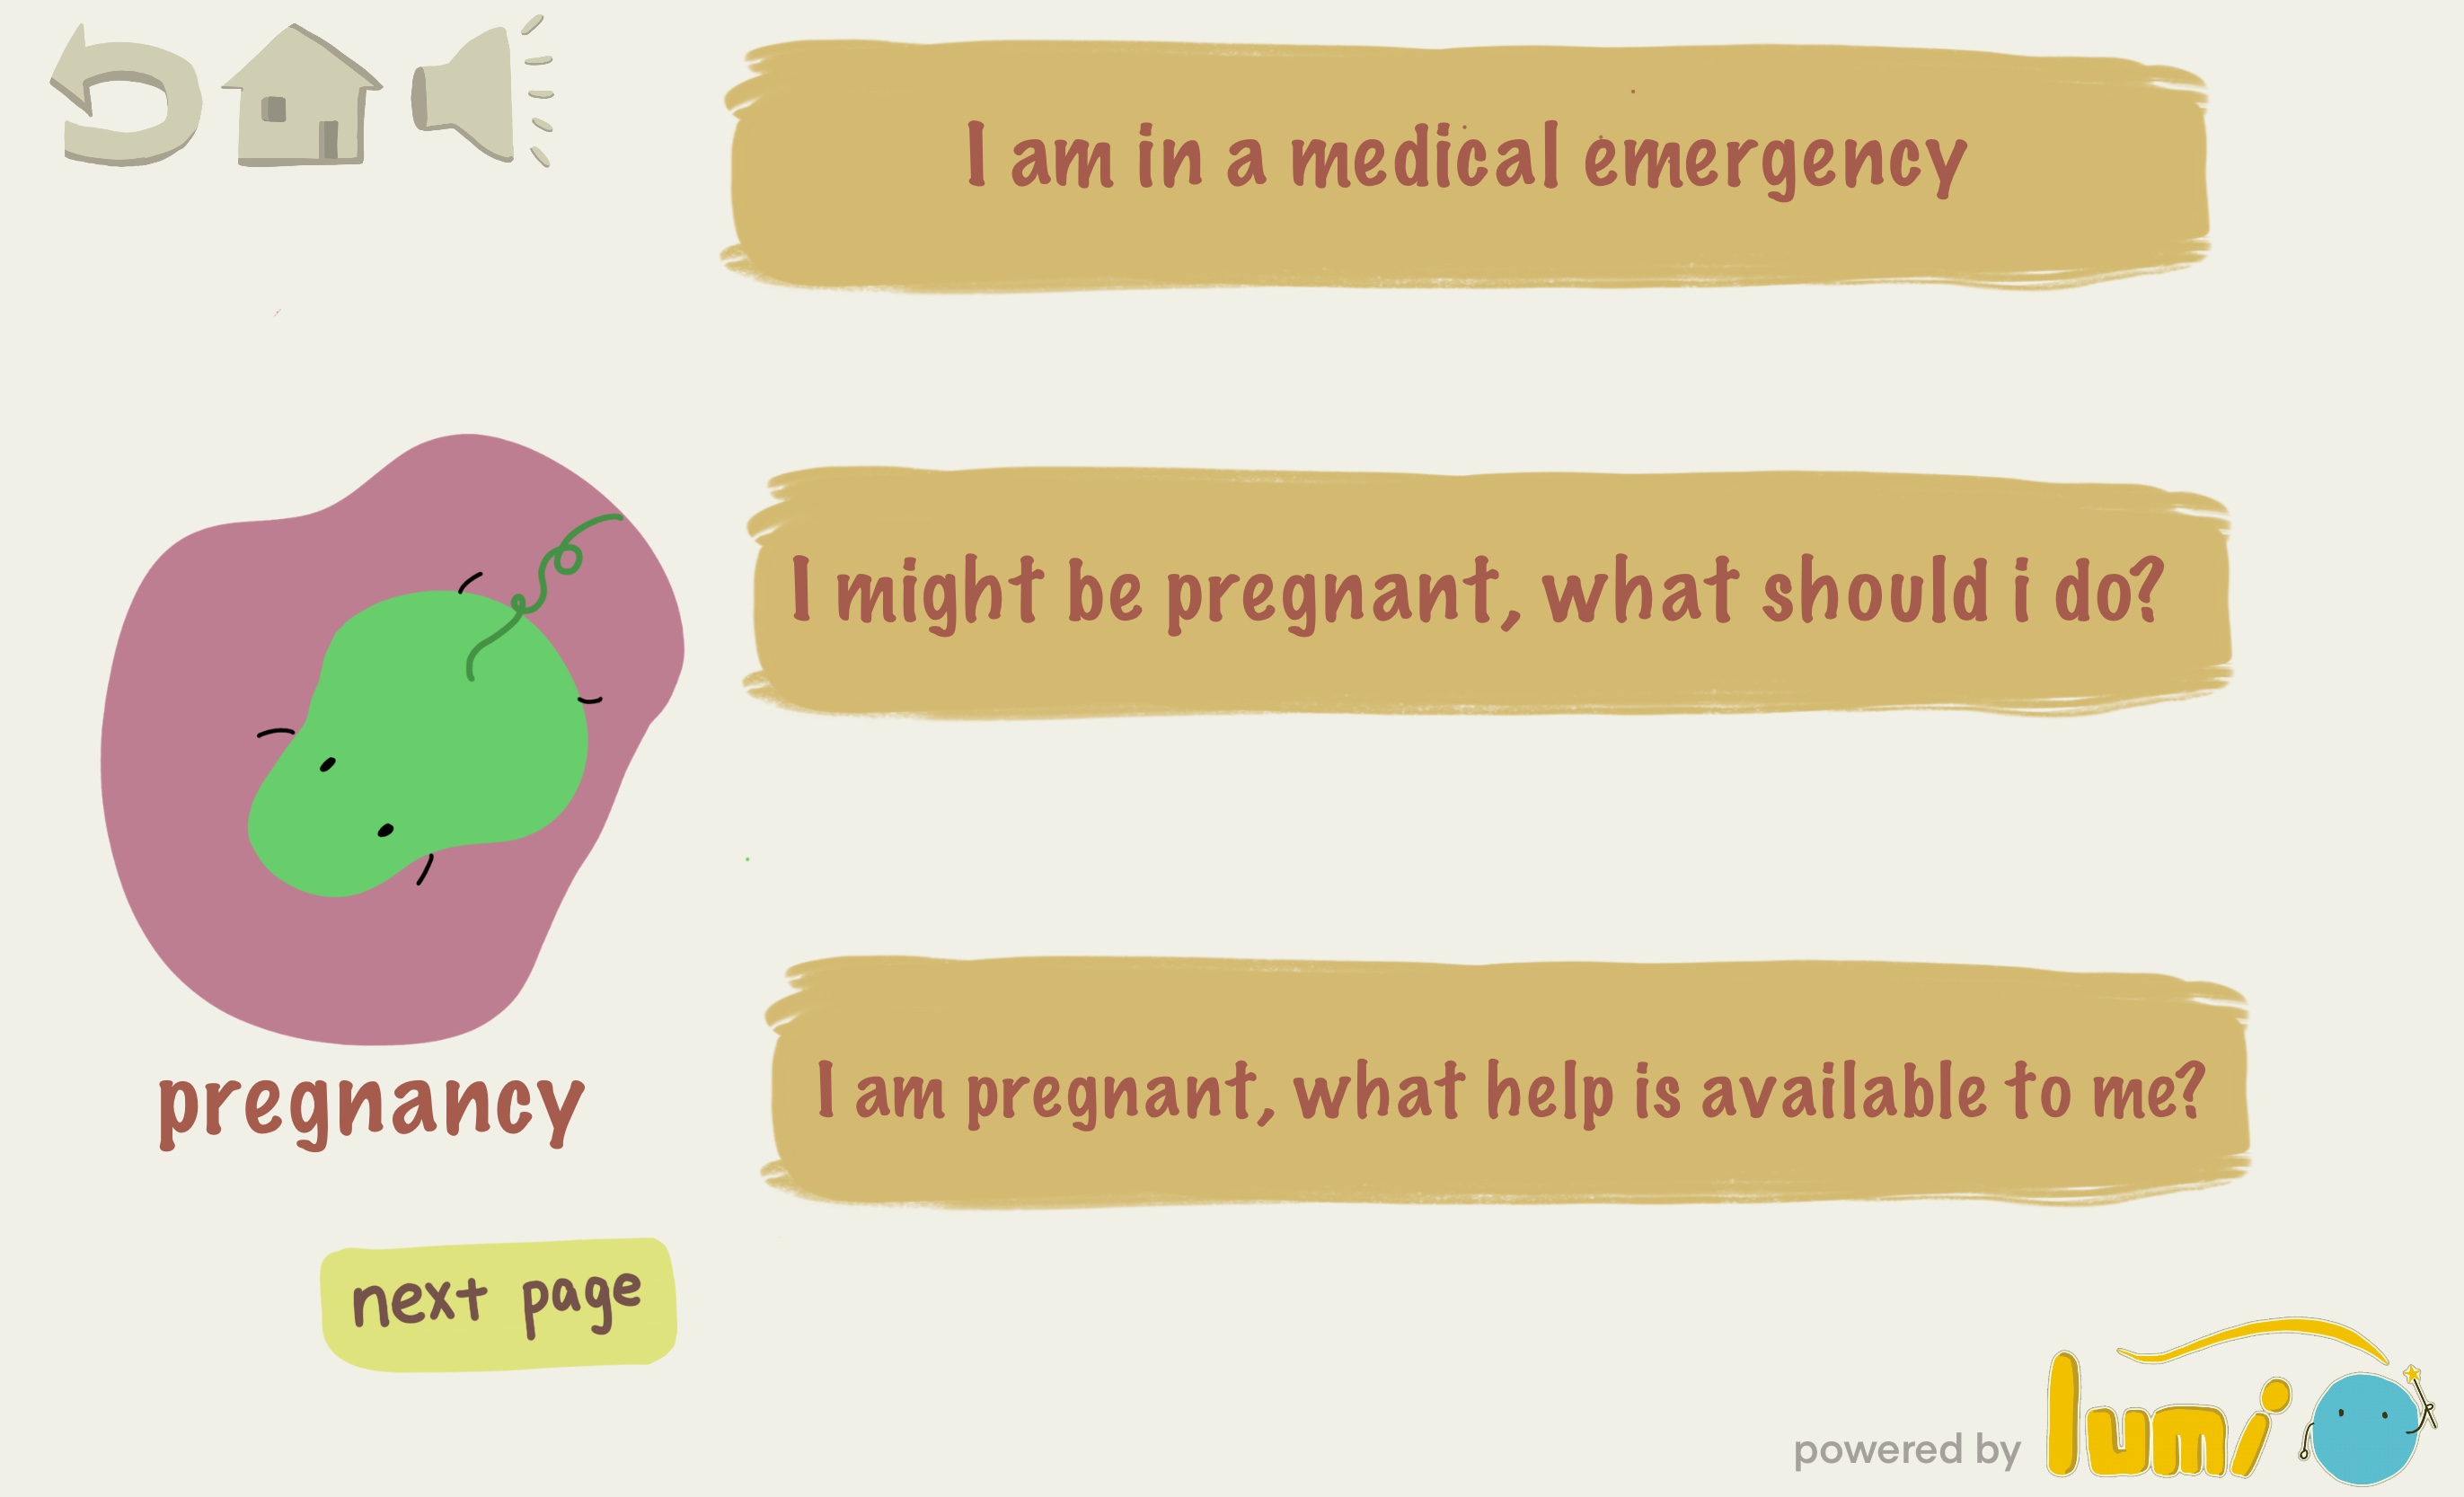 I am in a medical emergency
I might be pregnant, what should i do?
I am pregnant, what help is available to me?
pregnancy
next page
powered by lumi